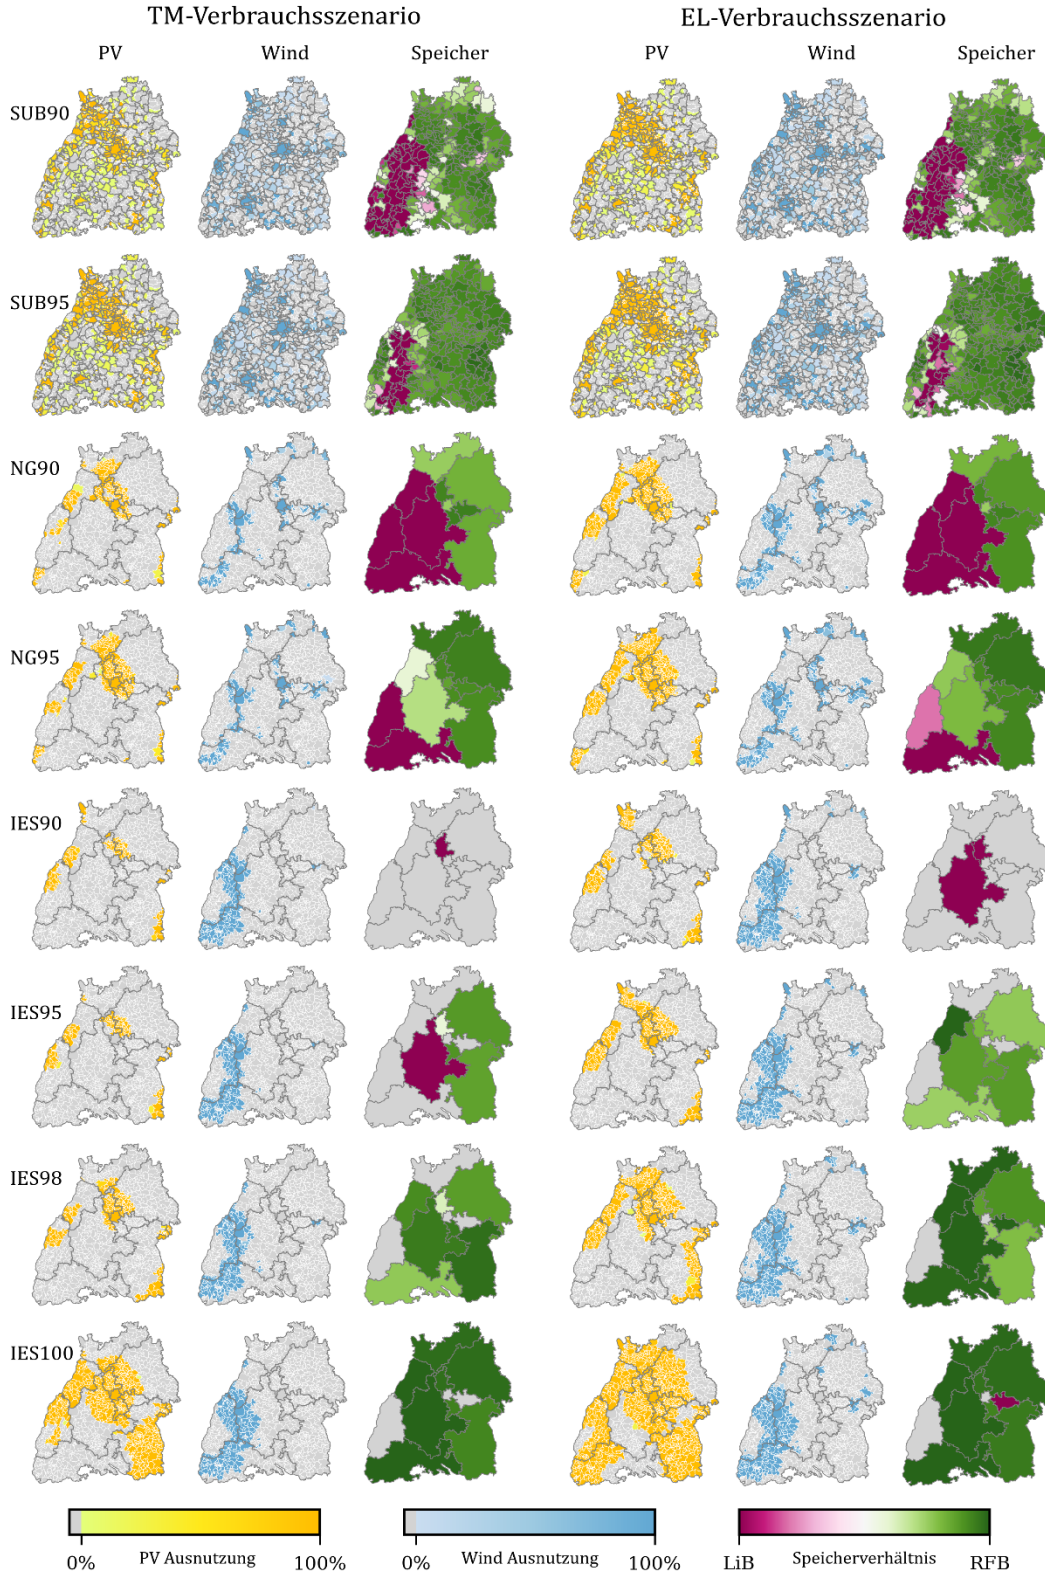 TM-Verbrauchsszenario EL-Verbrauchsszenario
PV Wind Speicher PV Wind Speicher
SUB90
SUB95
NG90
NG95
IES90
IES95
IES98
IES100
0% PV Ausnutzung 100% 0% Wind Ausnutzung 100% LiB Speicherverhältnis RFB